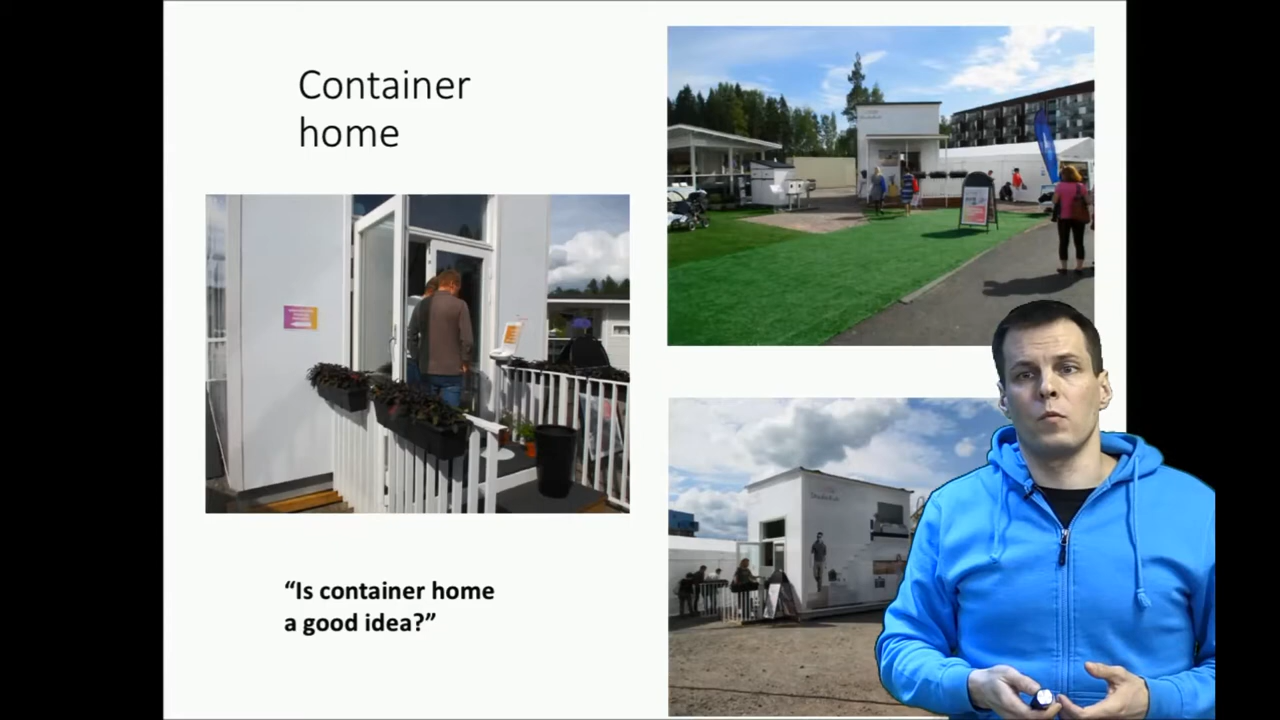 Container
home
“Is container home
a good idea?”